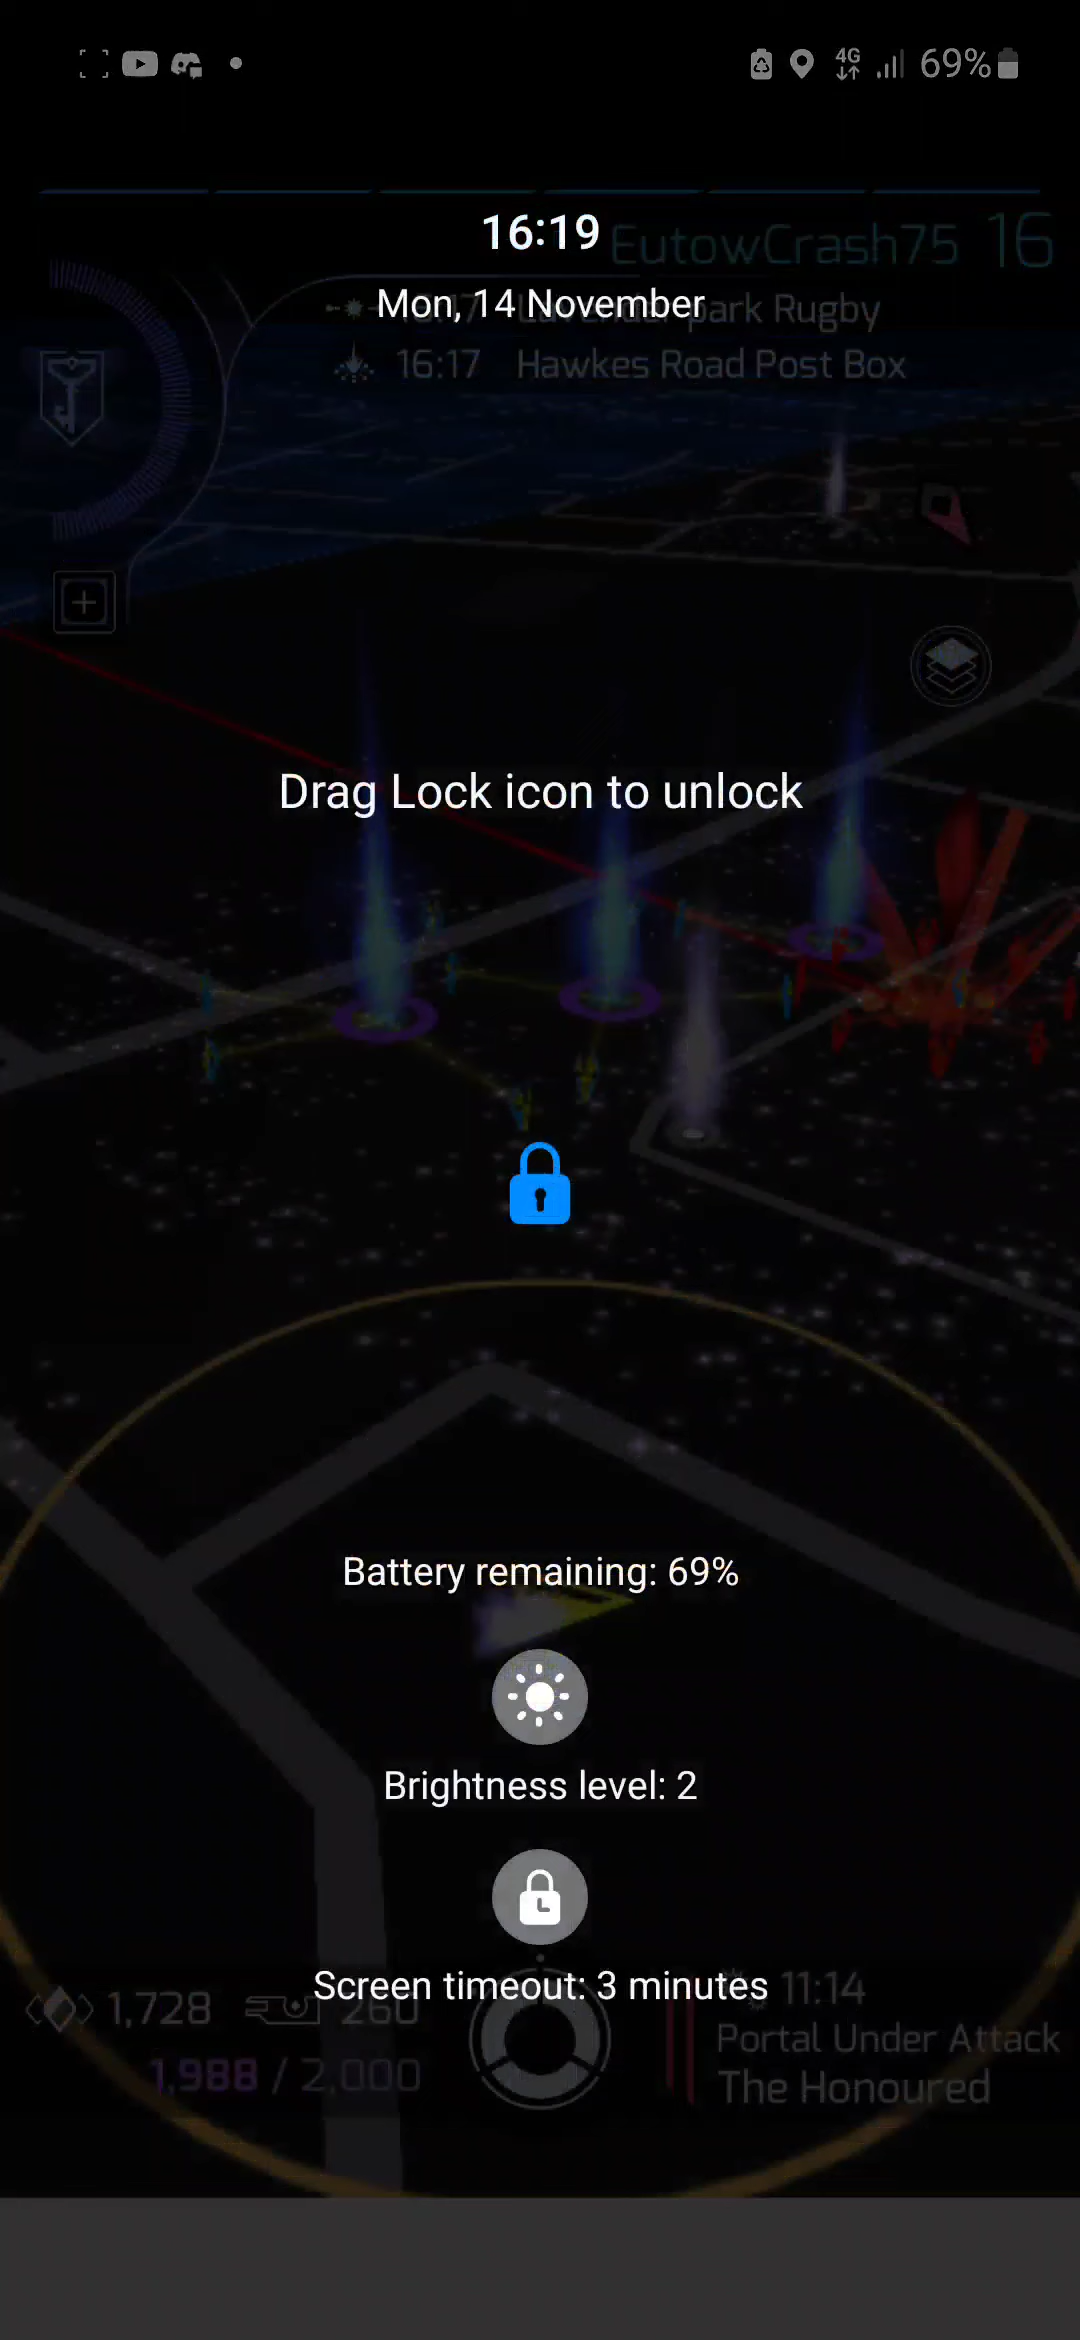 4G 69%
16:19
EutowCrash75 16
Mon, 14 November
park Rugby
16:17 Hawkes Road Post Box
Drag Lock icon to unlock
Battery remaining: 69%
Brightness level: 2
Screen timeout: 3 minutes
1,728 260
11:14
1,988 / 2,000
Portal Under Attack
The Honoured